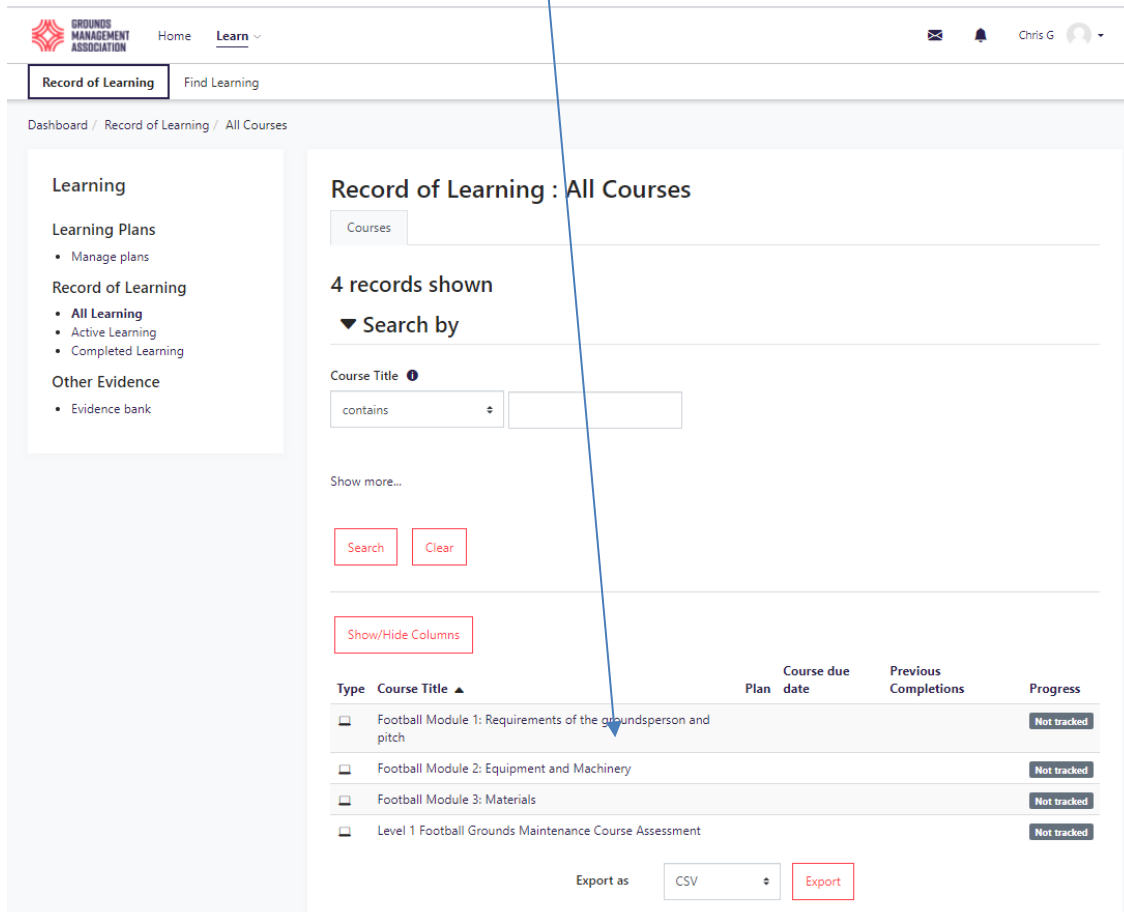 GROUNDS
MANAGEMENT
ASSOCIATION
Home Learn
Chris G
Record of Learning Find Learning
Dashboard / Record of Learning / All Courses
Learning
Learning Plans
Manage plans
Record of Learning
All Learning
Active Learning
Completed Learning
Other Evidence
Evidence bank
Record of Learning : All Courses
Courses
4 records shown
Search by
Course Title
contains
Show more...
Search Clear
Show/Hide Columns
Type Course Title Plan Course due date Previous Completions Progress
Football Module 1: Requirements of the groundsperson and Not tracked
pitch
Football Module 2: Equipment and Machinery Not tracked
Football Module 3: Materials Not tracked
Level 1 Football Grounds Maintenance Course Assessment Not tracked
Export as CSV Export